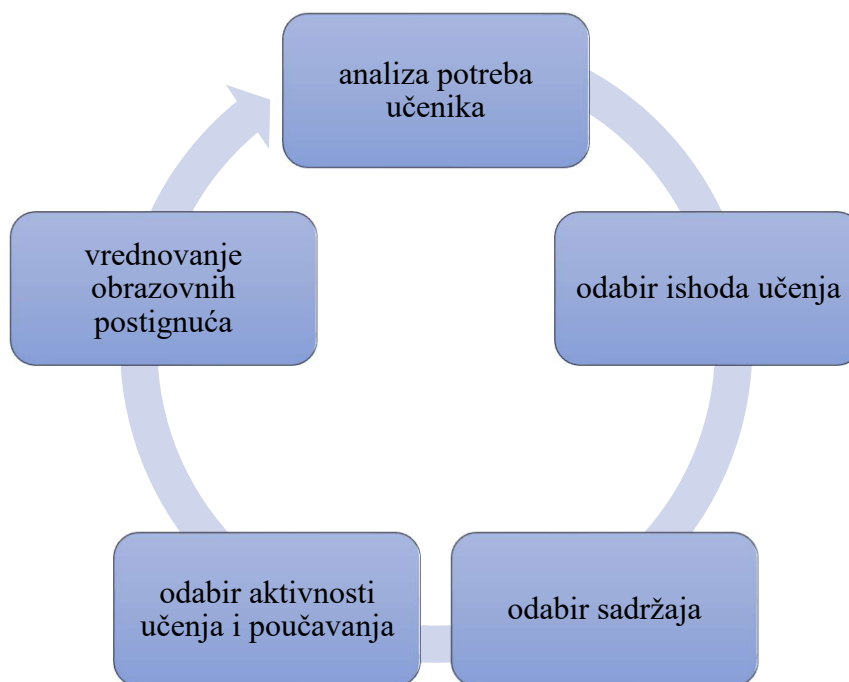 analiza potreba
učenika
odabir ishoda učenja
odabir sadržaja
odabir aktivnosti
učenja i poučavanja
vrednovanje
obrazovnih
postignuća